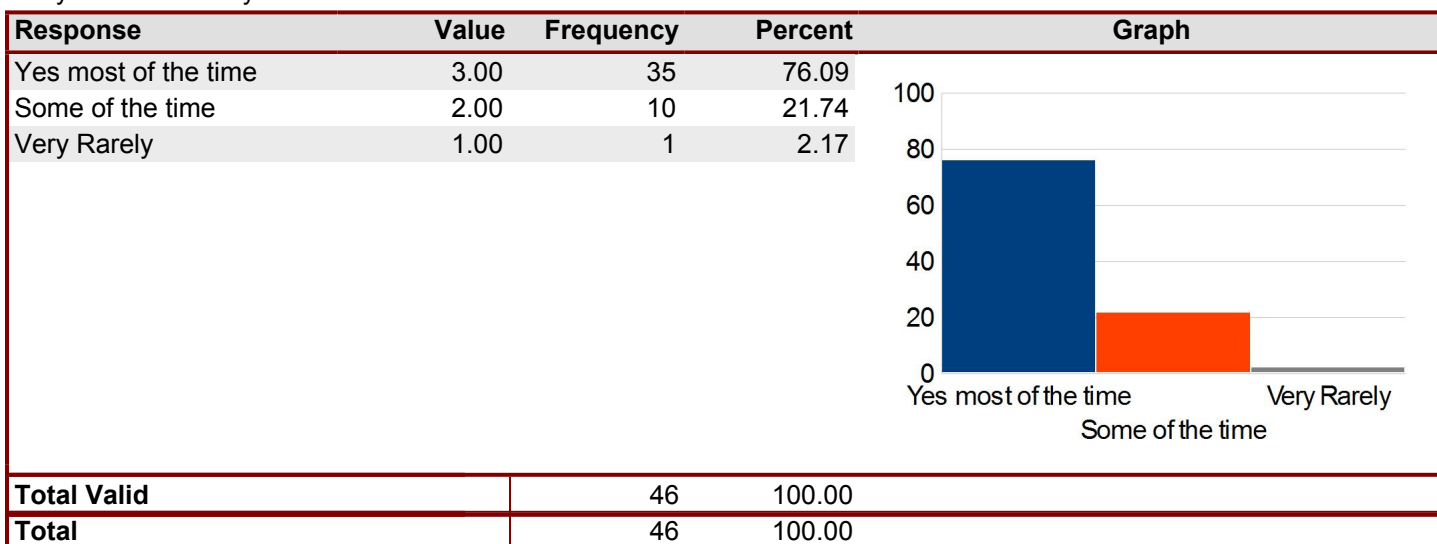 Response Value Frequency Percent Graph
Yes most of the time 3.00 35 76.09
Some of the time 2.00 10 21.74
Very Rarely 1.00 1 2.17
100
80
60
40
20
0
Yes most of the time Very Rarely
Some of the time
Total Valid 46 100.00
Total 46 100.00